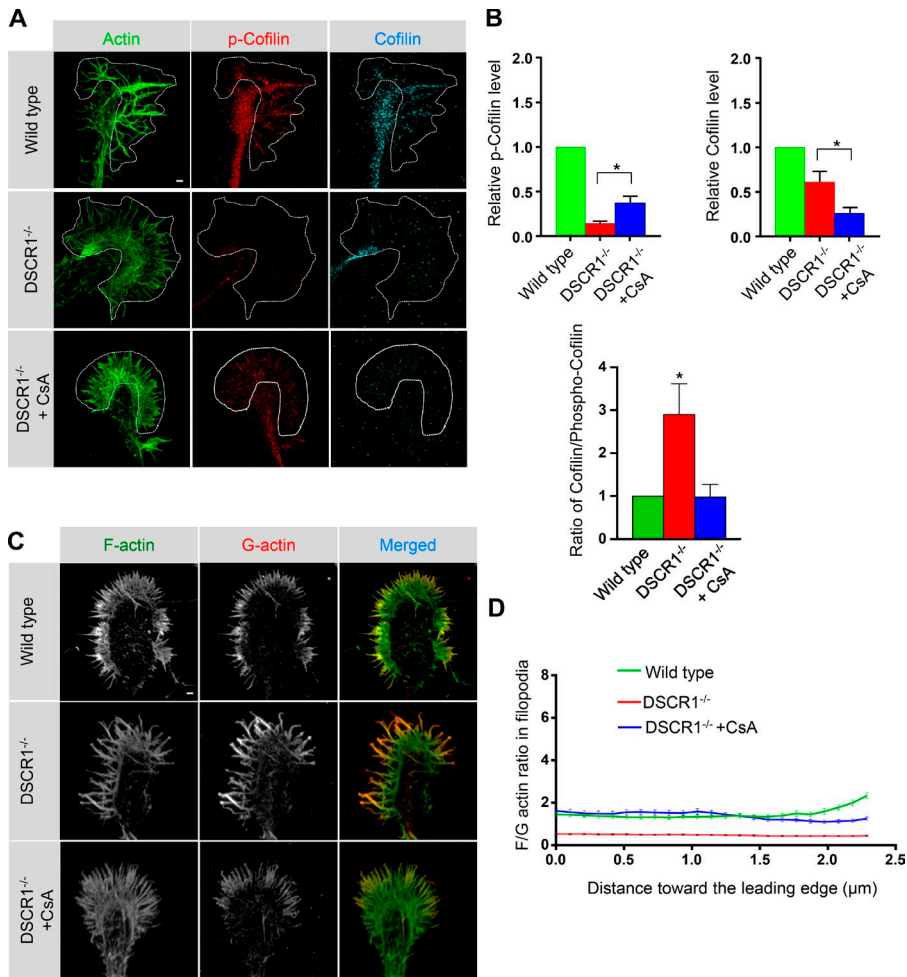 A
Actin
p-Cofilin
Cofilin
Wild type
DSCR1-/-
DSCR1-/-
+ CsA
B
Relative p-Cofilin level
2.0
1.5
1.0
0.5
0.0
*
Wild type
DSCR1-/-
DSCR1-/-
+CsA
Relative Cofilin level
2.0
1.5
1.0
0.5
0.0
*
Wild type
DSCR1-/-
DSCR1-/-
+CsA
Ratio of Cofilin/Phospho-Cofilin
4
3
2
1
0
*
Wild type
DSCR1-/-
DSCR1-/-
+ CsA
C
F-actin
G-actin
Merged
Wild type
DSCR1-/-
DSCR1-/-
+CsA
D
F/G actin ratio in filopodia
8
6
4
2
0
Wild type
DSCR1-/-
DSCR1-/- +CsA
0.0
0.5
1.0
1.5
2.0
2.5
Distance toward the leading edge (µm)